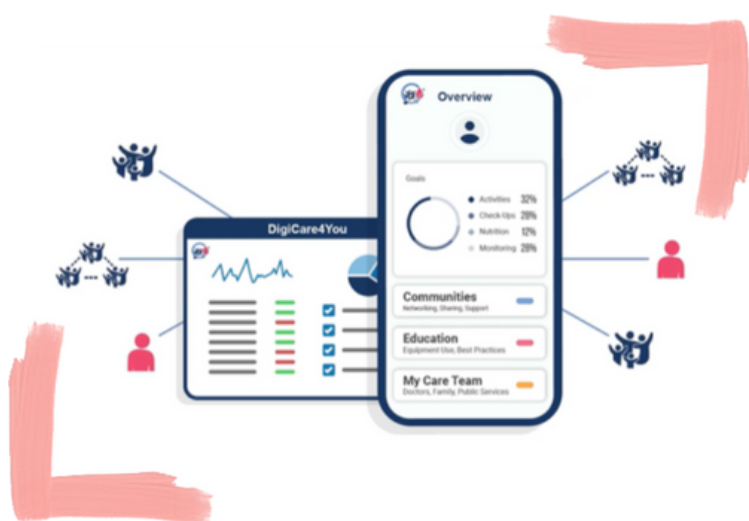 Overview
DigiCare4You
Goals
Activities 32%
Check-Ups 28%
Nutrition 12%
Monitoring 28%
Communities
Networking, Sharing, Support
Education
Equipment Use, Best Practices
My Care Team
Doctors, Family, Public Services